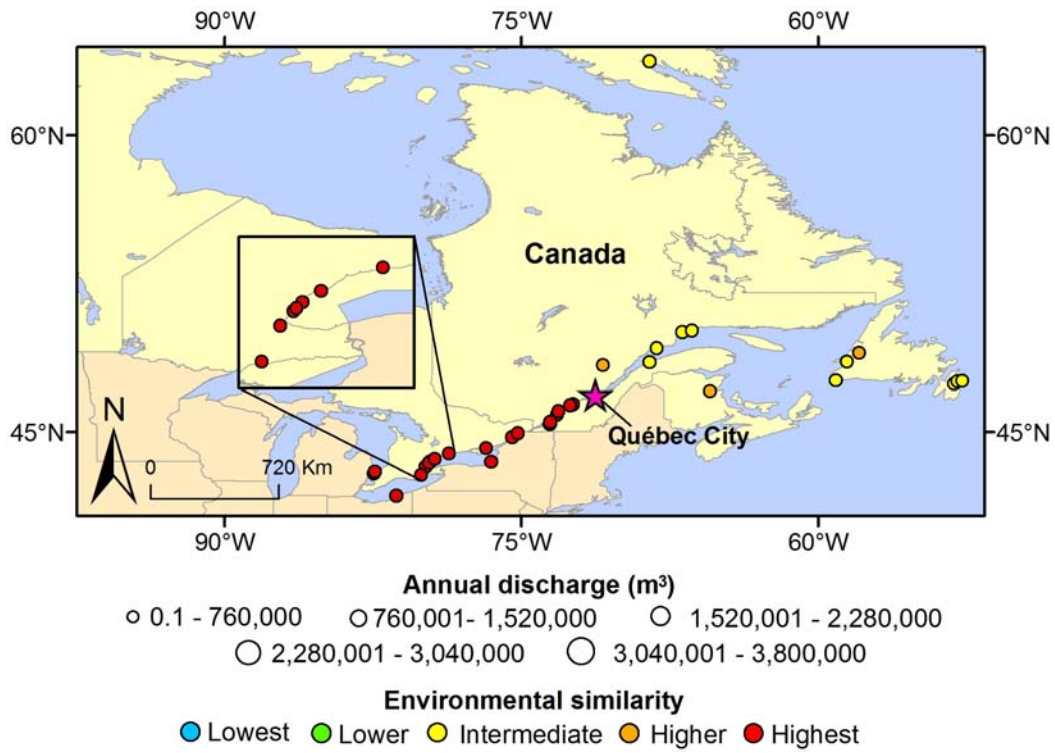 90°W 75°W 60°W
60°N 60°N
Canada
N
45°N 45°N
Québec City
0 720 Km
90°W 75°W 60°W
Annual discharge (m³)
0.1 - 760,000 760,001- 1,520,000 1,520,001 - 2,280,000
2,280,001 - 3,040,000 3,040,001 - 3,800,000
Environmental similarity
Lowest Lower Intermediate Higher Highest